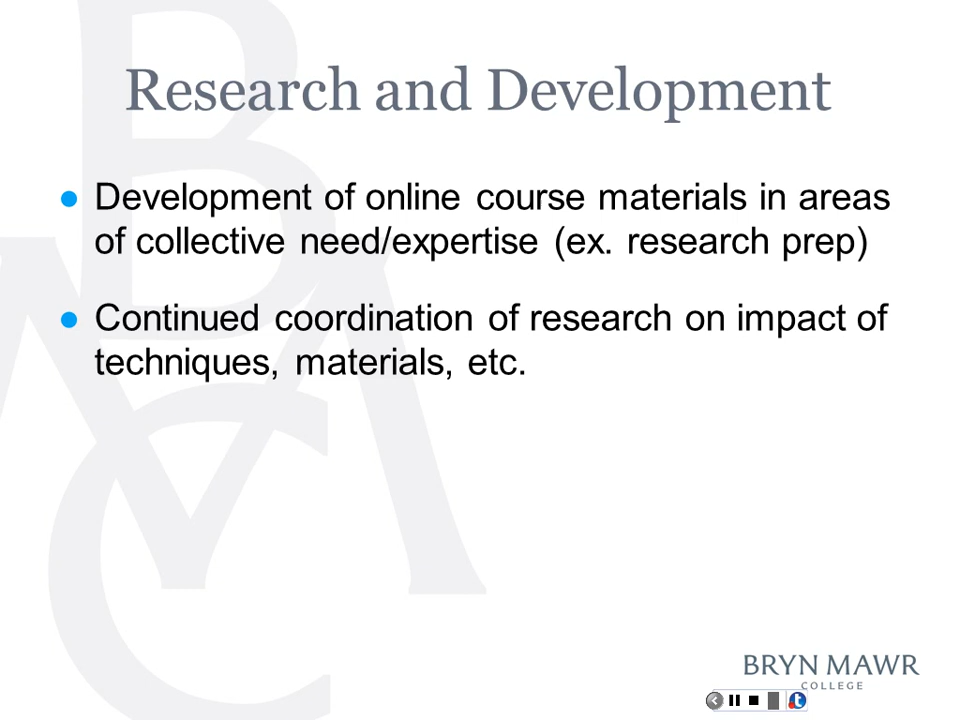 Research and Development
● Development of online course materials in areas
of collective need/expertise (ex. research prep)
● Continued coordination of research on impact of
techniques, materials, etc.
BRYN MAWR
COLLEGE